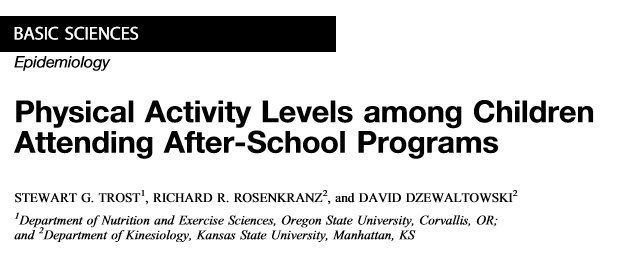 BASIC SCIENCES
Epidemiology
Physical Activity Levels among Children
Attending After-School Programs
STEWART G. TROST¹, RICHARD R. ROSENKRANZ², and DAVID DZEWALTOWSKI²
¹Department of Nutrition and Exercise Sciences, Oregon State University, Corvallis, OR;
and ²Department of Kinesiology, Kansas State University, Manhattan, KS